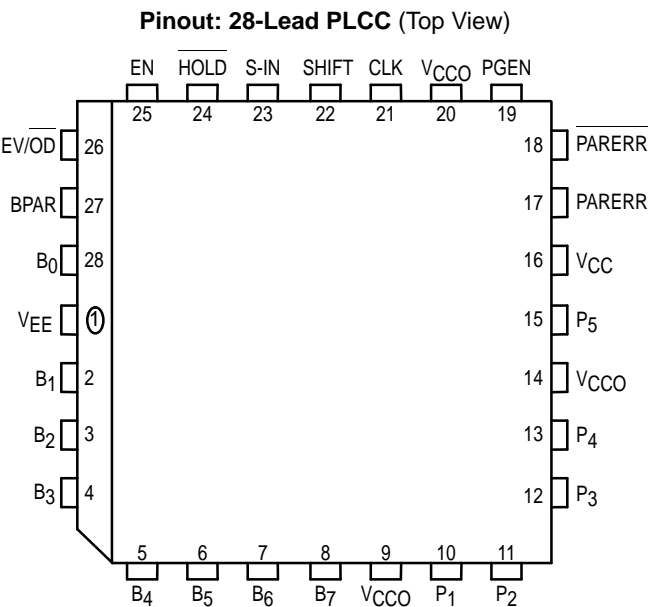 Pinout: 28-Lead PLCC (Top View)
EN HOLD S-IN SHIFT CLK VCCO PGEN
25 24 23 22 21 20 19
EV/OD 26 18 PARERR
BPAR 27 17 PARERR
B0 28 16 VCC
VEE 1 15 P5
B1 2 14 VCCO
B2 3 13 P4
B3 4 12 P3
5 6 7 8 9 10 11
B4 B5 B6 B7 VCCO P1 P2